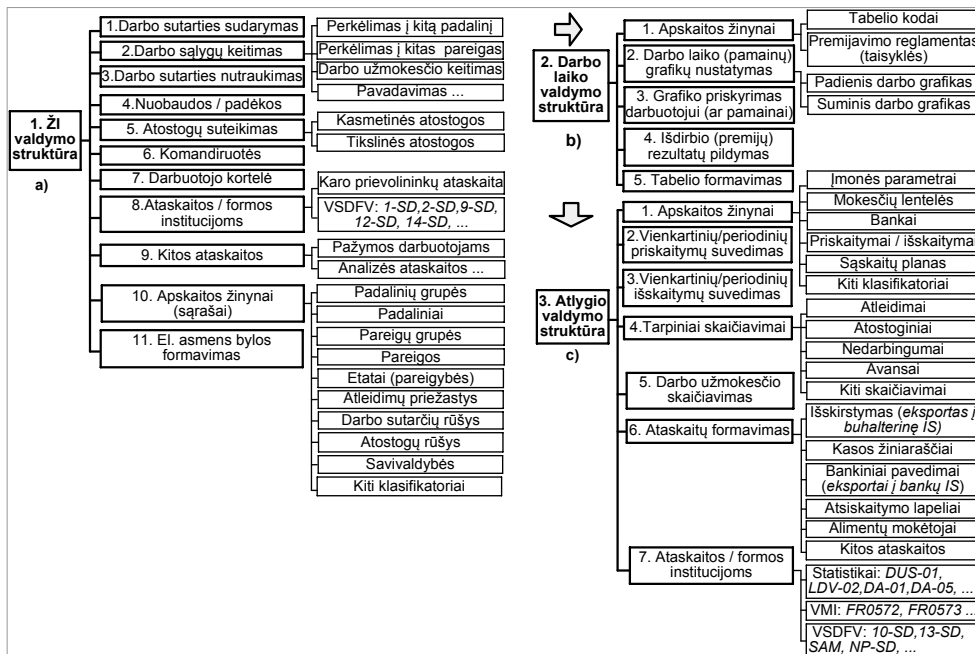 1. ŽI
valdymo
struktūra
a)
1.Darbo sutarties sudarymas
2.Darbo sąlygų keitimas
Perkėlimas į kitą padalinį
Perkėlimas į kitas pareigas
Darbo užmokesčio keitimas
Pavadavimas ...
3.Darbo sutarties nutraukimas
4.Nuobaudos / padėkos
5. Atostogų suteikimas
Kasmetinės atostogos
Tikslinės atostogos
6. Komandiruotės
7. Darbuotojo kortelė
8.Ataskaitos / formos
institucijoms
Karo prievolininkų ataskaita
VSDFV: 1-SD,2-SD,9-SD,
12-SD, 14-SD, ...
9. Kitos ataskaitos
Pažymos darbuotojams
Analizės ataskaitos ...
10. Apskaitos žinynai
(sąrašai)
Padalinių grupės
Padaliniai
Pareigų grupės
Pareigos
Etatai (pareigybės)
Atleidimų priežastys
Darbo sutarčių rūšys
Atostogų rūšys
Savivaldybės
Kiti klasifikatoriai
11. El. asmens bylos
formavimas
2. Darbo
laiko
valdymo
struktūra
b)
1. Apskaitos žinynai
Tabelio kodai
Premijavimo reglamentas
(taisyklės)
2. Darbo laiko (pamainų)
grafikų nustatymas
Padienis darbo grafikas
Suminis darbo grafikas
3. Grafiko priskyrimas
darbuotojui (ar pamainai)
4. Išdirbio (premijų)
rezultatų pildymas
5. Tabelio formavimas
3. Atlygio
valdymo
struktūra
c)
1. Apskaitos žinynai
Įmonės parametrai
Mokesčių lentelės
Bankai
Priskaitymai / išskaitymai
Sąskaitų planas
Kiti klasifikatoriai
2.Vienkartinių/periodinių
priskaitymų suvedimas
3.Vienkartinių/periodinių
išskaitymų suvedimas
4.Tarpiniai skaičiavimai
Atleidimai
Atostoginiai
Nedarbingumai
Avansai
Kiti skaičiavimai
5. Darbo užmokesčio
skaičiavimas
6. Ataskaitų formavimas
Išskirstymas (eksportas į
buhalterinę IS)
Kasos žiniaraščiai
Bankiniai pavedimai
(eksportai į bankų IS)
Atsiskaitymo lapeliai
Alimentų mokėtojai
Kitos ataskaitos
7. Ataskaitos / formos
institucijoms
Statistikai: DUS-01,
LDV-02,DA-01,DA-05, ...
VMI: FR0572, FR0573 ...
VSDFV: 10-SD,13-SD,
SAM, NP-SD, ...